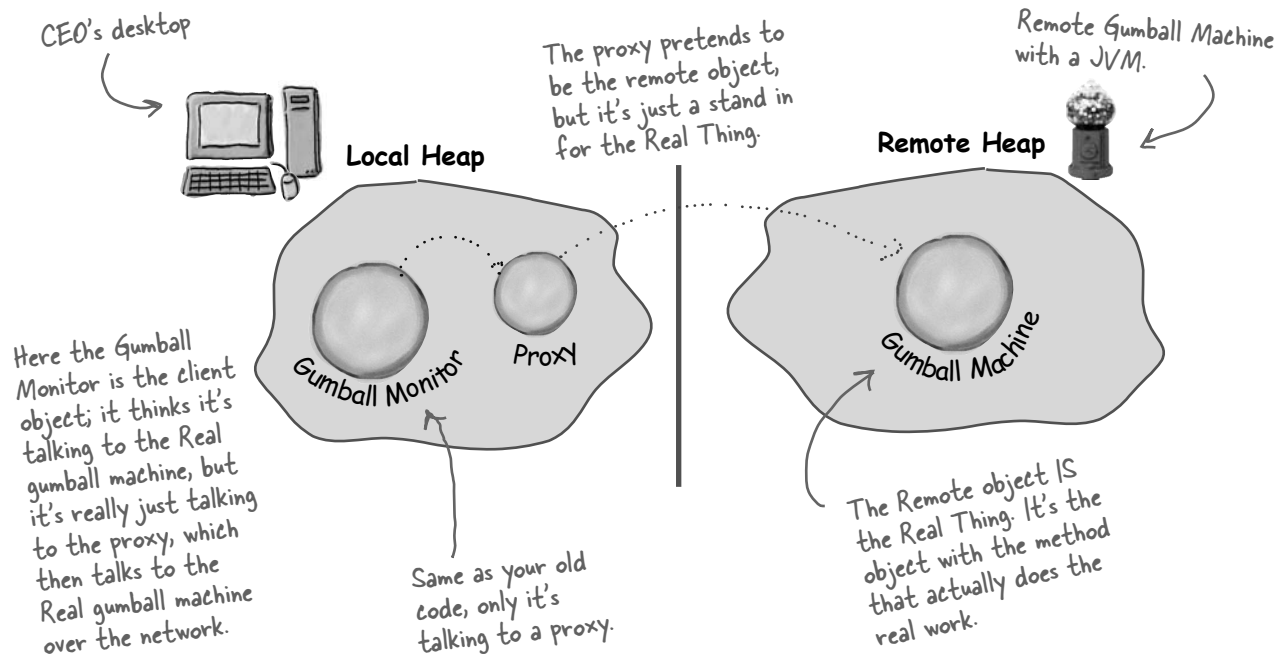 CEO's desktop
The proxy pretends to
be the remote object,
but it's just a stand in
for the Real Thing.
Remote Gumball Machine
with a JVM.
Local Heap
Remote Heap
Gumball Monitor
Proxy
Gumball Machine
Here the Gumball
Monitor is the client
object; it thinks it's
talking to the Real
gumball machine, but
it's really just talking
to the proxy, which
then talks to the
Real gumball machine
over the network.
Same as your old
code, only it's
talking to a proxy.
The Remote object IS
the Real Thing. It's the
object with the method
that actually does the
real work.